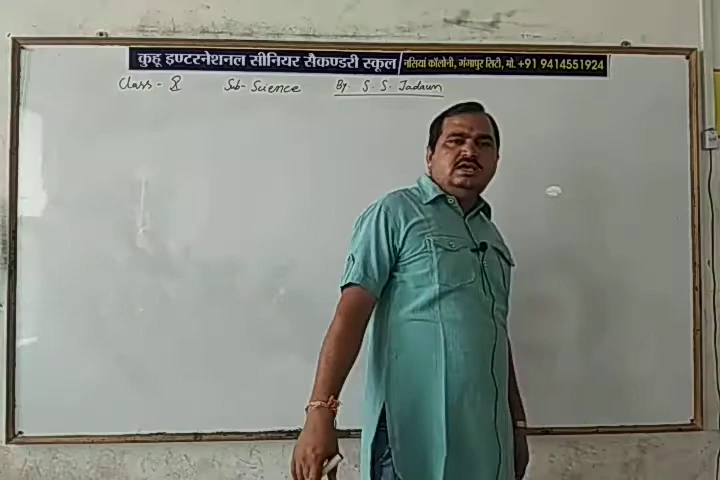 कुहू इण्टरनेशनल सीनियर सैकण्डरी स्कूल नसियां कॉलोनी, गंगापुर सिटी, मो. +91 9414551924
Class - 8 Sub- Science By. S. S. Jadaun